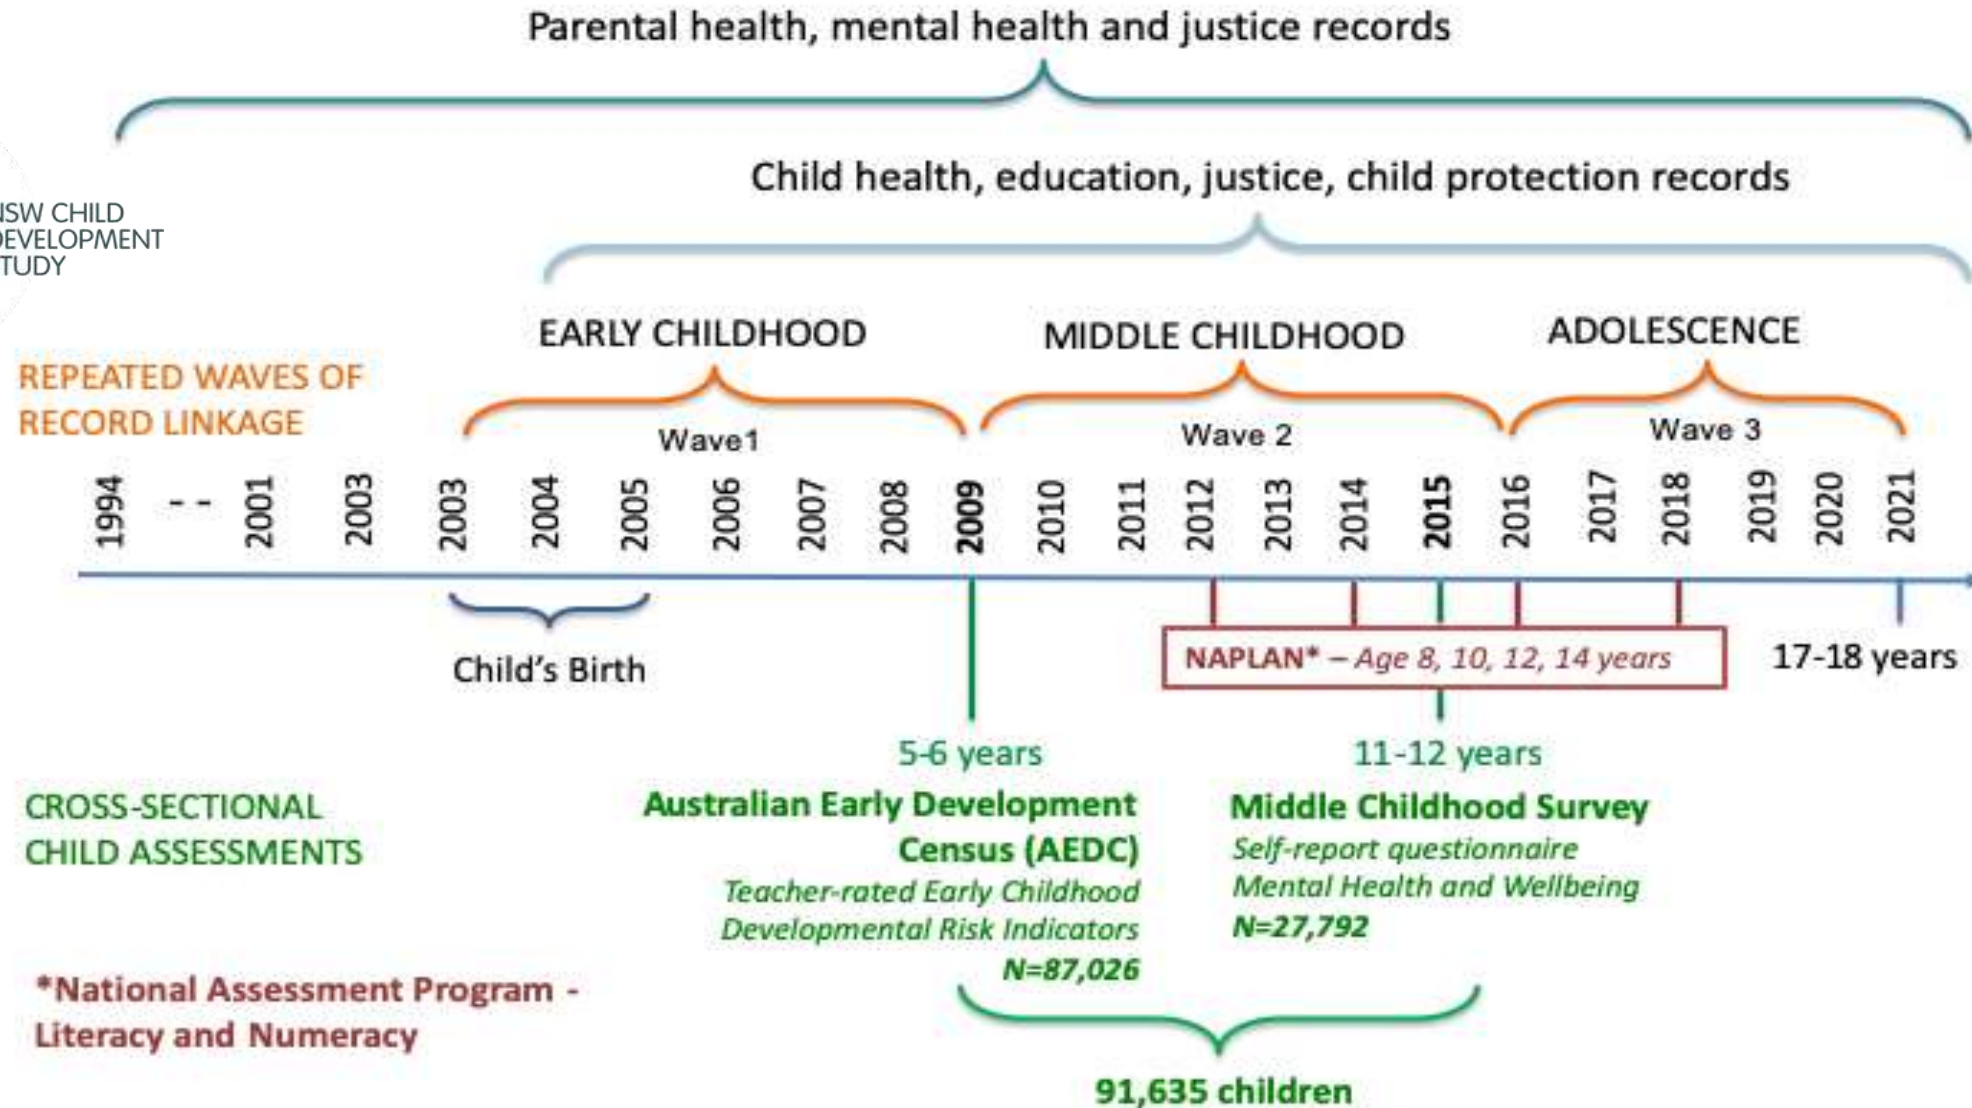 Parental health, mental health and justice records
Child health, education, justice, child protection records
NSW CHILD
DEVELOPMENT
STUDY
EARLY CHILDHOOD
MIDDLE CHILDHOOD
ADOLESCENCE
REPEATED WAVES OF
RECORD LINKAGE
Wave1
Wave 2
Wave 3
1994 - - 2001 2003 2003 2004 2005 2006 2007 2008 2009 2010 2011 2012 2013 2014 2015 2016 2017 2018 2019 2020 2021
Child's Birth
NAPLAN* – Age 8, 10, 12, 14 years
17-18 years
5-6 years
11-12 years
CROSS-SECTIONAL
CHILD ASSESSMENTS
Australian Early Development
Census (AEDC)
Teacher-rated Early Childhood
Developmental Risk Indicators
N=87,026
Middle Childhood Survey
Self-report questionnaire
Mental Health and Wellbeing
N=27,792
*National Assessment Program -
Literacy and Numeracy
91,635 children